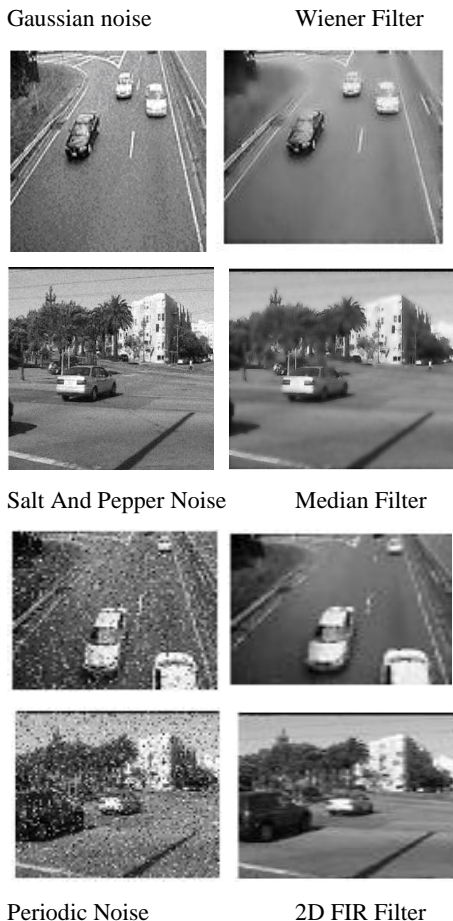 Gaussian noise Wiener Filter
Salt And Pepper Noise Median Filter
Periodic Noise 2D FIR Filter